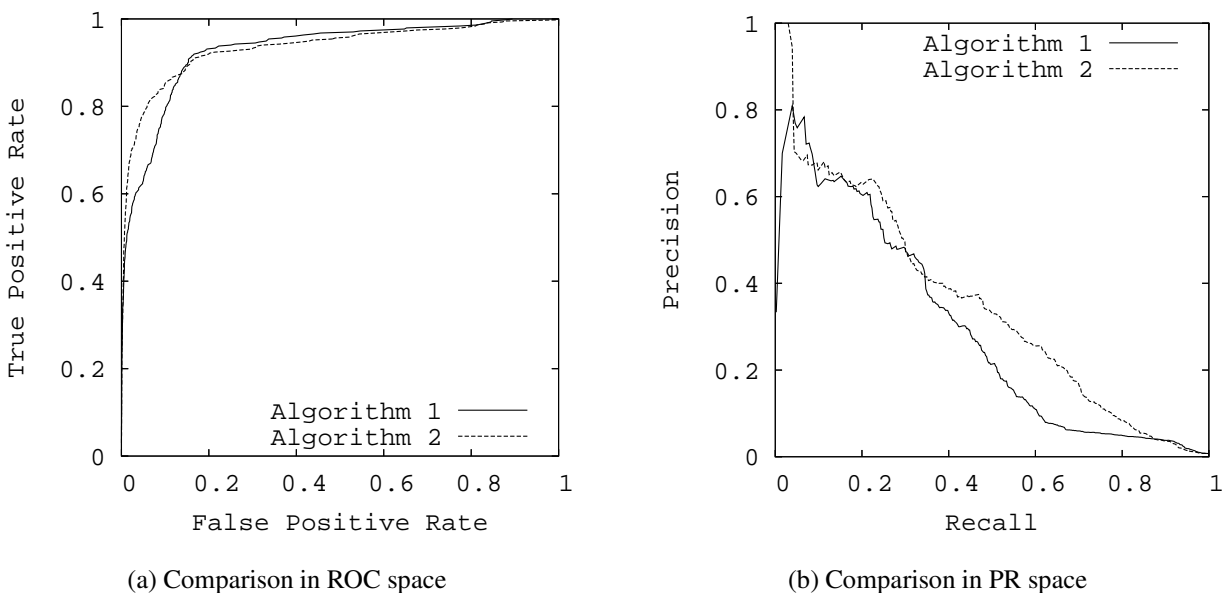 1
0.8
0.6
0.4
0.2
0
0 0.2 0.4 0.6 0.8 1
True Positive Rate
False Positive Rate
Algorithm 1
Algorithm 2
(a) Comparison in ROC space
1
0.8
0.6
0.4
0.2
0
0 0.2 0.4 0.6 0.8 1
Precision
Recall
Algorithm 1
Algorithm 2
(b) Comparison in PR space